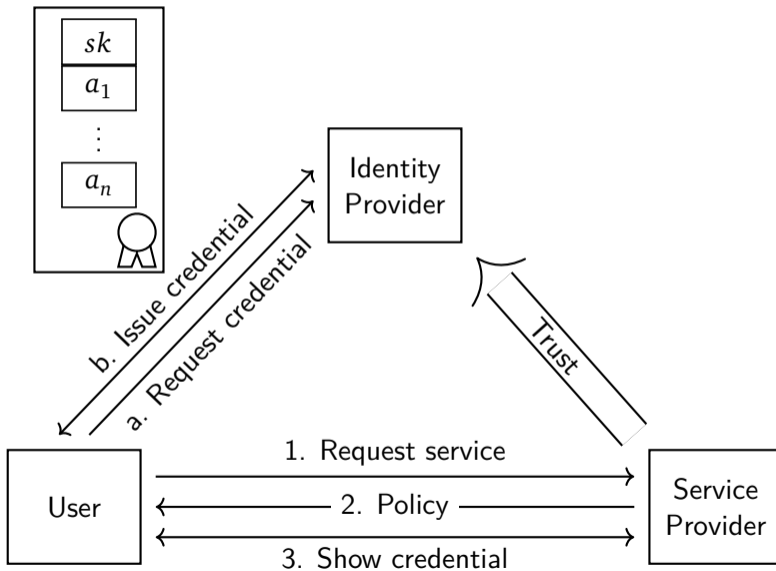 sk
a₁
⋮
aₙ
Identity
Provider
b. Issue credential
a. Request credential
Trust
1. Request service
User
2. Policy
Service
Provider
3. Show credential